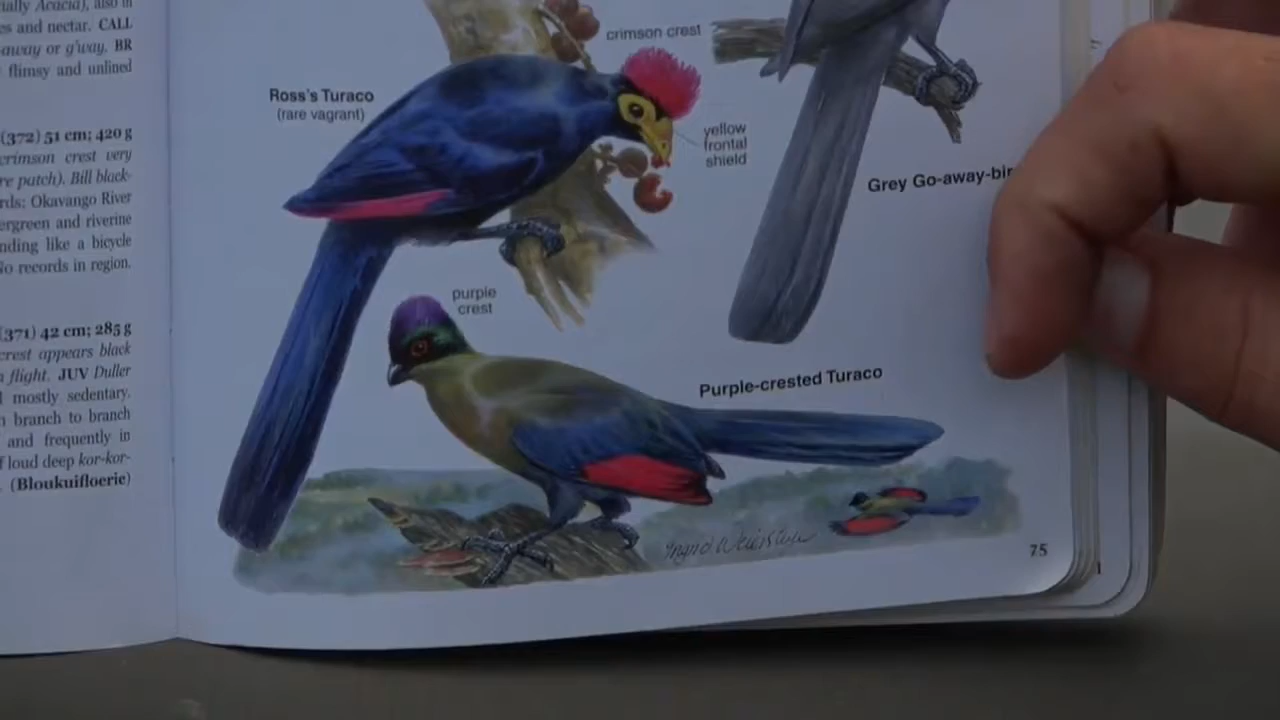 ially Acacia), also in
es and nectar. CALL
-away or g'way. BR
flimsy and unlined
(372) 51 cm; 420 g
crimson crest very
re patch). Bill black-
rds: Okavango River
ergreen and riverine
nding like a bicycle
No records in region.
(371) 42 cm; 285 g
crest appears black
n flight. JUV Duller
l mostly sedentary.
n branch to branch
and frequently in
f loud deep kor-kor-
. (Bloukuifloerie)
crimson crest
Ross's Turaco
(rare vagrant)
yellow
frontal
shield
Grey Go-away-bir
purple
crest
Purple-crested Turaco
Ingrid Weiersbye
75